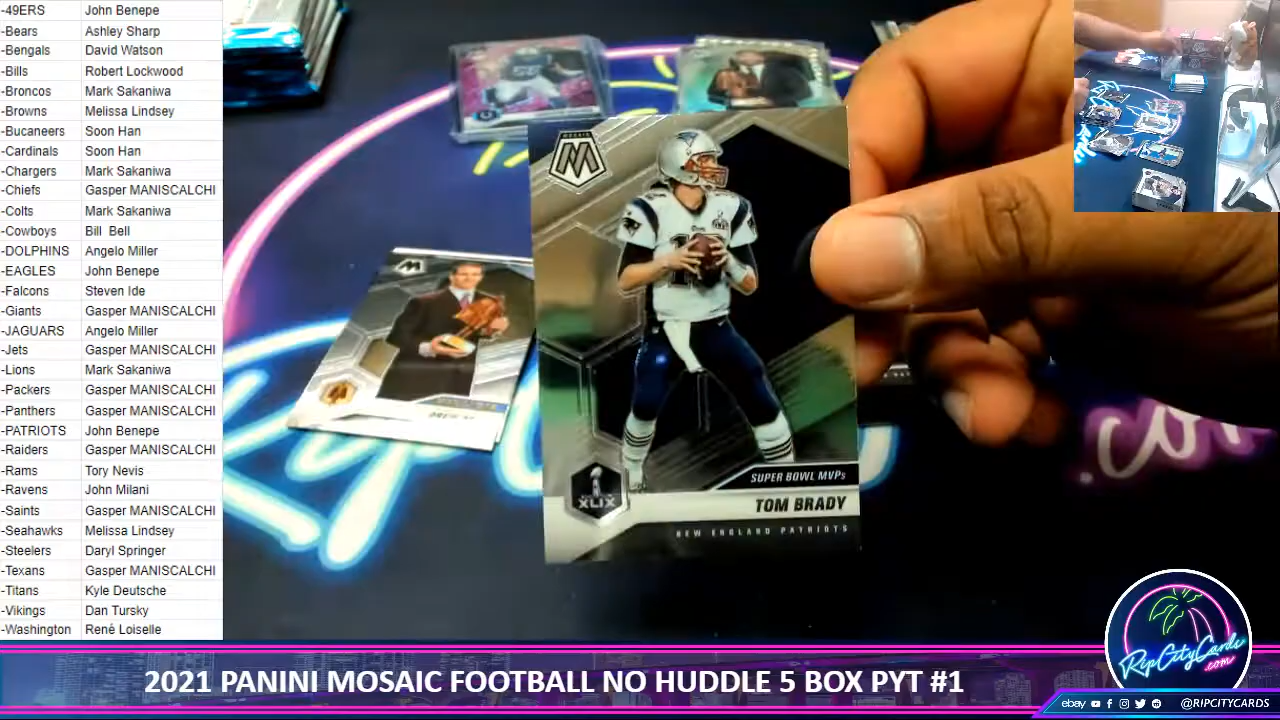 -49ERS John Benepe
-Bears Ashley Sharp
-Bengals David Watson
-Bills Robert Lockwood
-Broncos Mark Sakaniwa
-Browns Melissa Lindsey
-Bucaneers Soon Han
-Cardinals Soon Han
-Chargers Mark Sakaniwa
-Chiefs Gasper MANISCALCHI
-Colts Mark Sakaniwa
-Cowboys Bill Bell
-DOLPHINS Angelo Miller
-EAGLES John Benepe
-Falcons Steven Ide
-Giants Gasper MANISCALCHI
-JAGUARS Angelo Miller
-Jets Gasper MANISCALCHI
-Lions Mark Sakaniwa
-Packers Gasper MANISCALCHI
-Panthers Gasper MANISCALCHI
-PATRIOTS John Benepe
-Raiders Gasper MANISCALCHI
-Rams Tory Nevis
-Ravens John Milani
-Saints Gasper MANISCALCHI
-Seahawks Melissa Lindsey
-Steelers Daryl Springer
-Texans Gasper MANISCALCHI
-Titans Kyle Deutsche
-Vikings Dan Tursky
-Washington René Loiselle
MOSAIC
M
XLIX
SUPER BOWL MVPs
TOM BRADY
NEW ENGLAND PATRIOTS
.co
RipCityCards
.com
2021 PANINI MOSAIC FOOTBALL NO HUDDLE 5 BOX PYT #1
ebay @RIPCITYCARDS